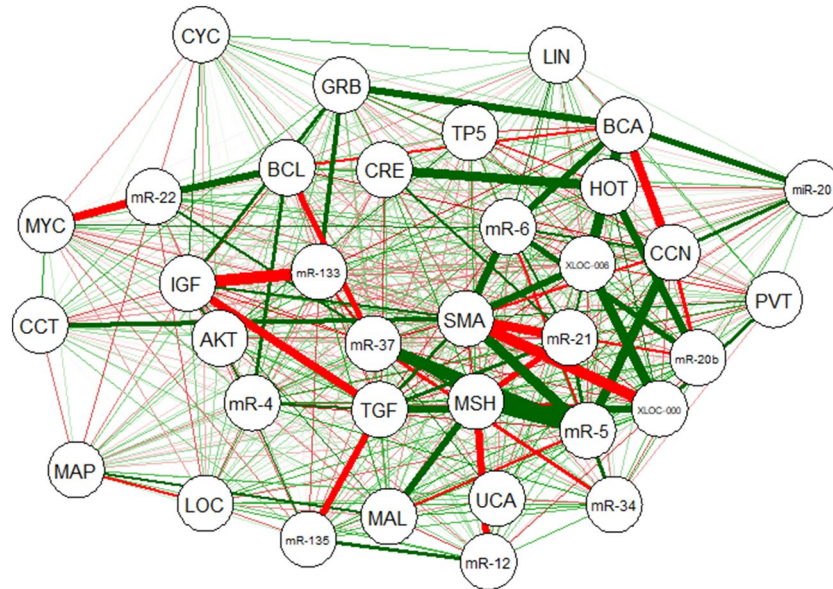 CYC
LIN
GRB
BCA
TP5
BCL
CRE
HOT
miR-20
mR-22
MYC
mR-6
CCN
XLOC-006
mR-133
IGF
PVT
SMA
CCT
AKT
mR-37
mR-21
mR-20b
mR-4
TGF
MSH
XLOC-000
mR-5
MAP
LOC
UCA
mR-34
MAL
mR-135
mR-12